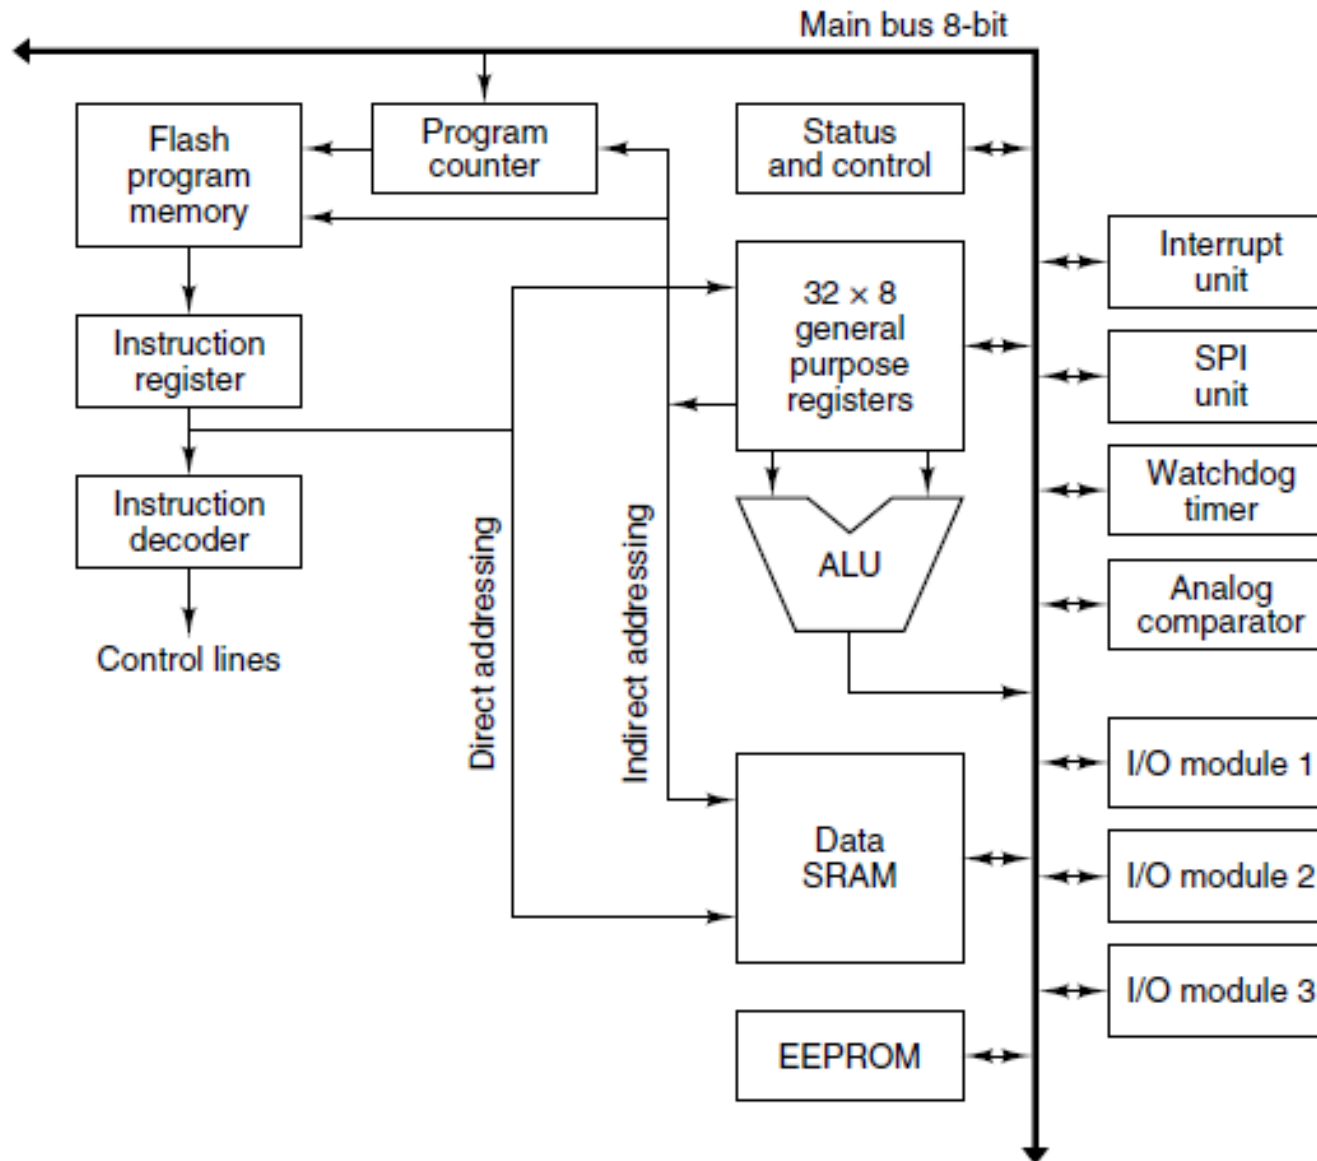 Main bus 8-bit
Flash
program
memory
Program
counter
Status
and control
Interrupt
unit
32 × 8
general
purpose
registers
Instruction
register
SPI
unit
Instruction
decoder
Watchdog
timer
ALU
Analog
comparator
Control lines
Direct addressing
Indirect addressing
I/O module 1
Data
SRAM
I/O module 2
I/O module 3
EEPROM